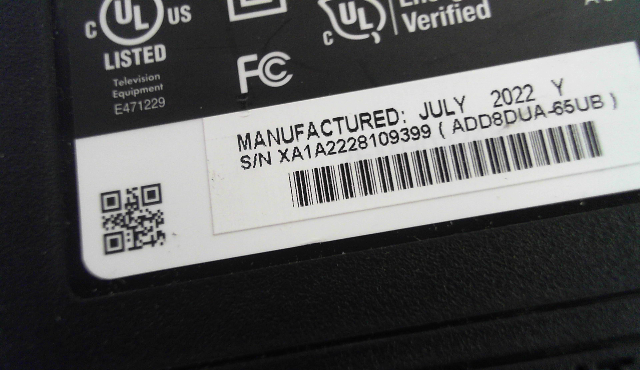 C UL US
LISTED
Television
Equipment
E471229
FC
C UL
Verified
MANUFACTURED: JULY 2022 Y
S/N XA1A2228109399 ( ADD8DUA-65UB )